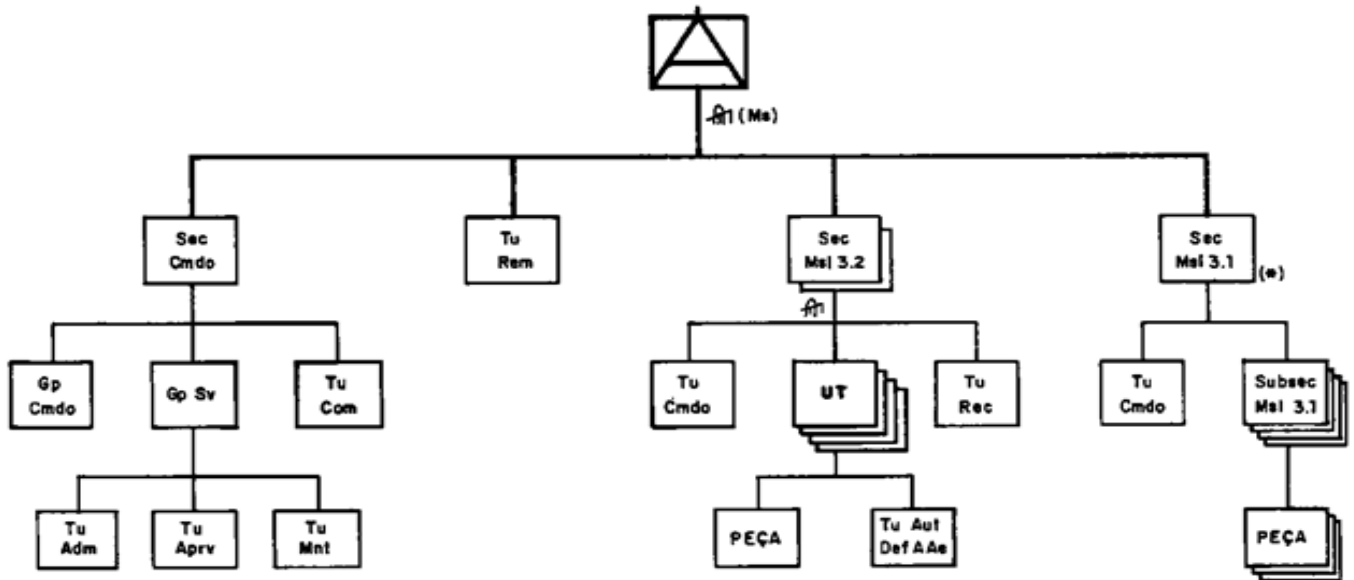 (Ms)
Sec
Cmdo
Tu
Rem
Sec
Msl 3.2
Sec
Msl 3.1
(*)
Gp
Cmdo
Gp Sv
Tu
Com
Tu
Cmdo
UT
Tu
Rec
Tu
Cmdo
Subsec
Msl 3.1
Tu
Adm
Tu
Aprv
Tu
Mnt
PEÇA
Tu Aut
Def AAe
PEÇA